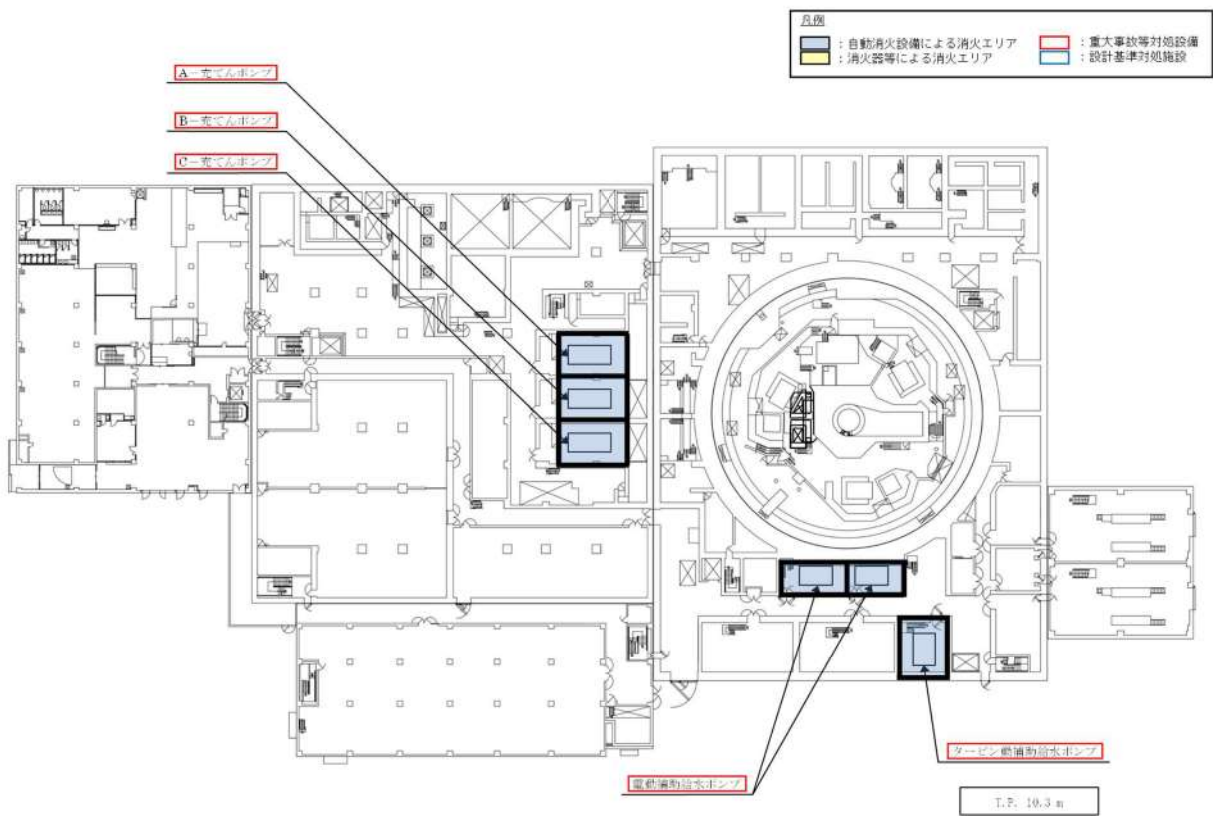 凡例
：自動消火設備による消火エリア
：重大事故等対処設備
：消火器等による消火エリア
：設計基準対処施設
A－充てんポンプ
B－充てんポンプ
C－充てんポンプ
タービン動補助給水ポンプ
電動補助給水ポンプ
T.P. 10.3 m